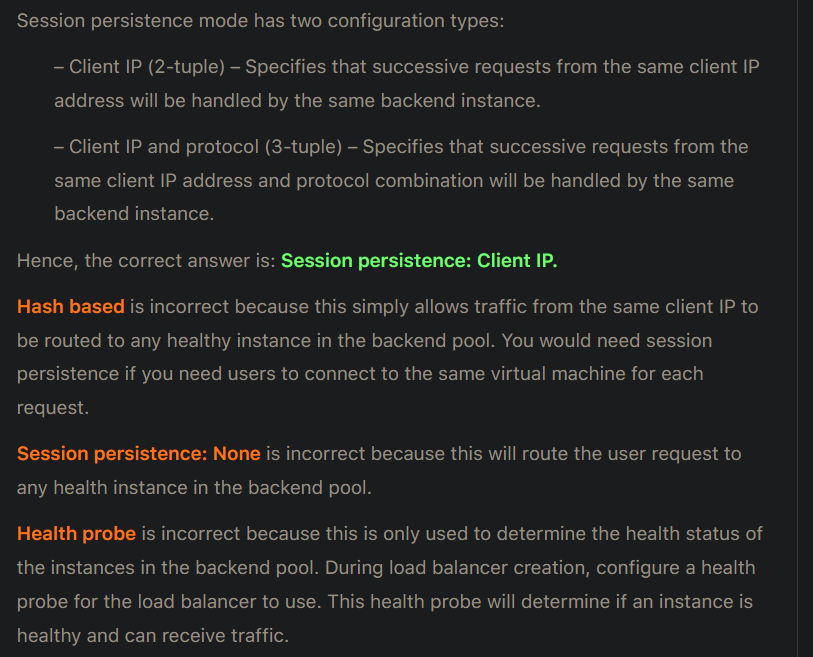 Session persistence mode has two configuration types:
– Client IP (2-tuple) – Specifies that successive requests from the same client IP
address will be handled by the same backend instance.
– Client IP and protocol (3-tuple) – Specifies that successive requests from the
same client IP address and protocol combination will be handled by the same
backend instance.
Hence, the correct answer is: Session persistence: Client IP.
Hash based is incorrect because this simply allows traffic from the same client IP to
be routed to any healthy instance in the backend pool. You would need session
persistence if you need users to connect to the same virtual machine for each
request.
Session persistence: None is incorrect because this will route the user request to
any health instance in the backend pool.
Health probe is incorrect because this is only used to determine the health status of
the instances in the backend pool. During load balancer creation, configure a health
probe for the load balancer to use. This health probe will determine if an instance is
healthy and can receive traffic.